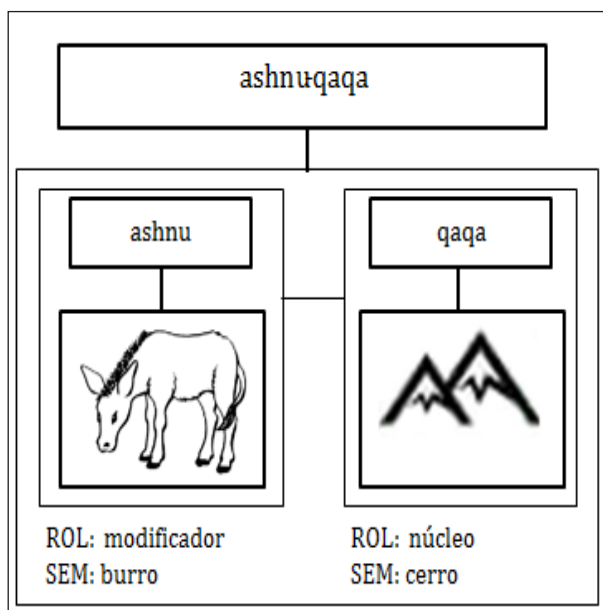 ashnu-qaqa
ashnu
qaqa
ROL: modificador
SEM: burro
ROL: núcleo
SEM: cerro